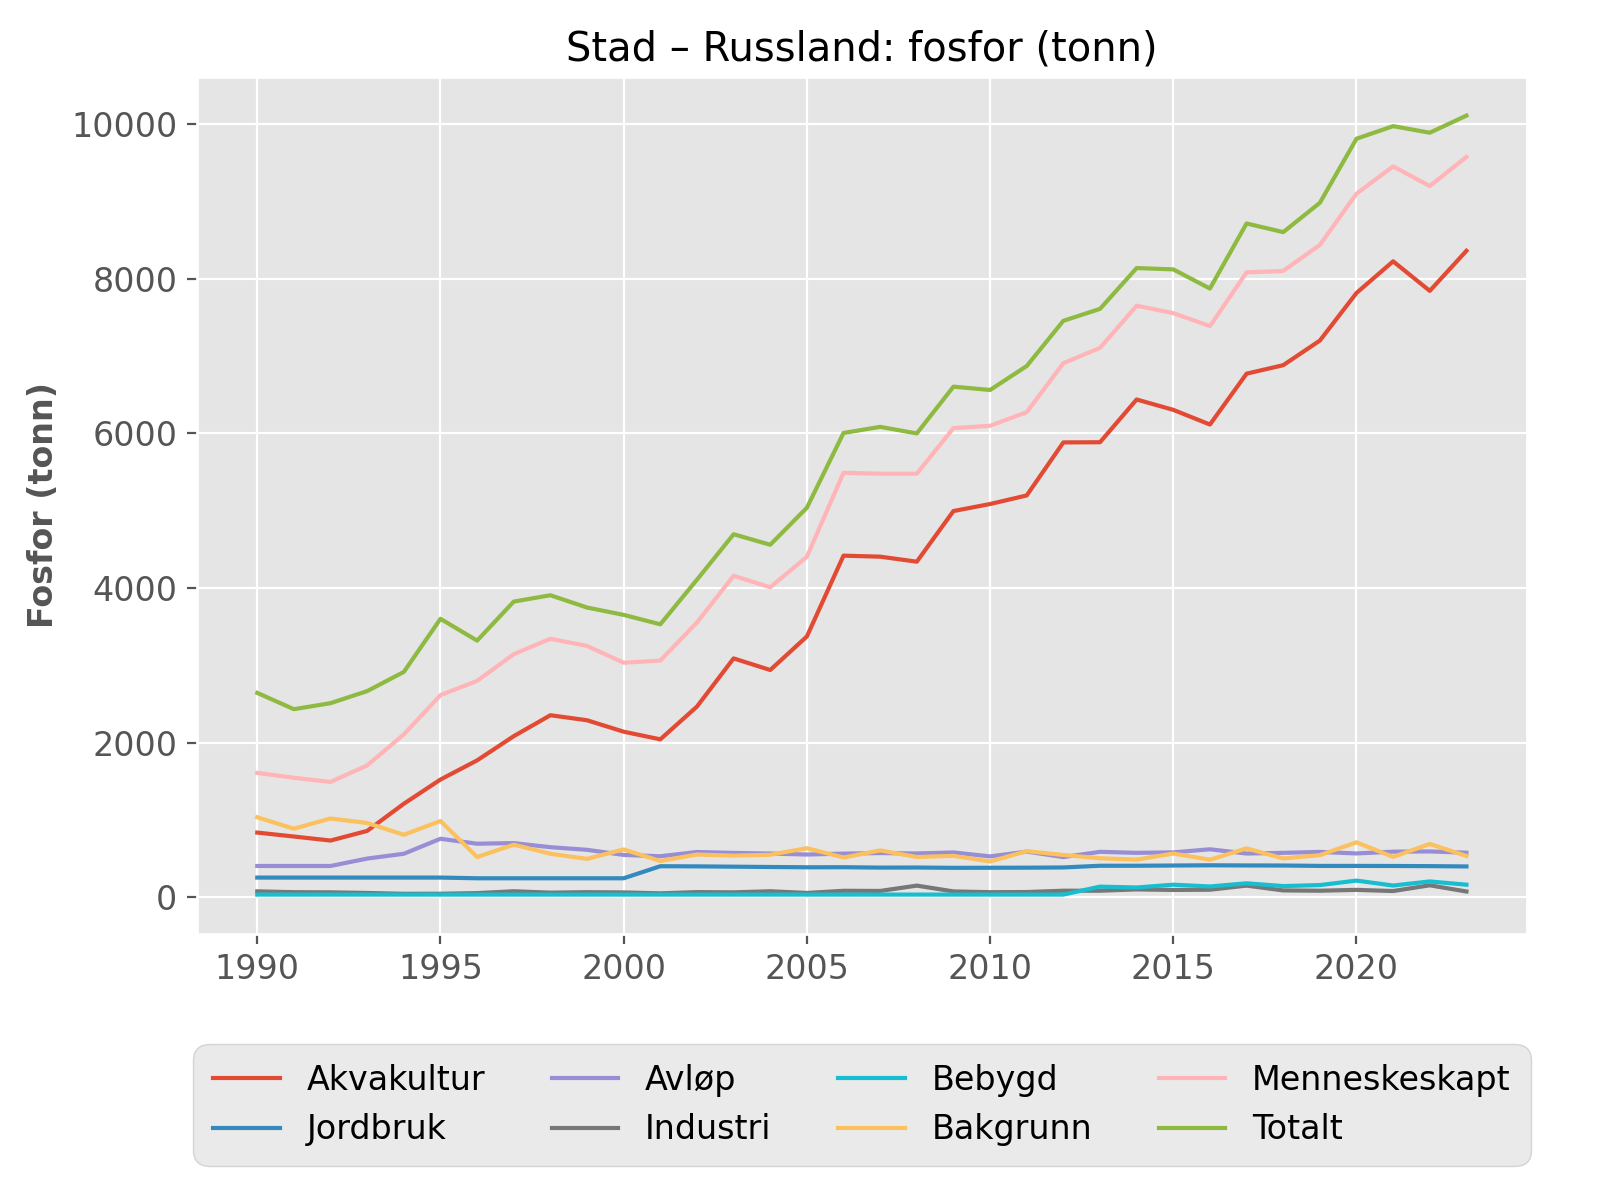 Stad – Russland: fosfor (tonn)
Fosfor (tonn)
10000
8000
6000
4000
2000
0
1990 1995 2000 2005 2010 2015 2020
Akvakultur Avløp Bebygd Menneskeskapt
Jordbruk Industri Bakgrunn Totalt